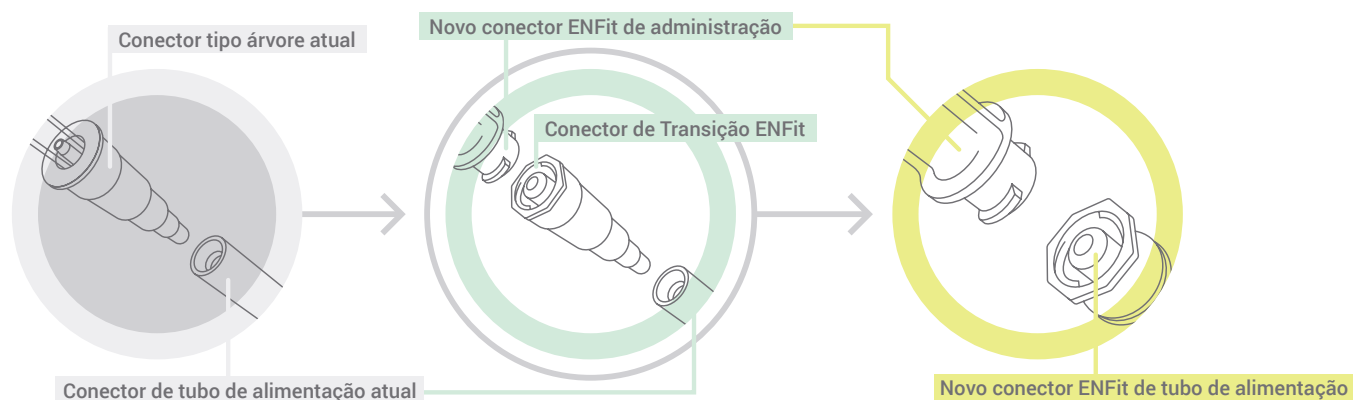 Conector tipo árvore atual
Novo conector ENFit de administração
Conector de Transição ENFit
Conector de tubo de alimentação atual
Novo conector ENFit de tubo de alimentação